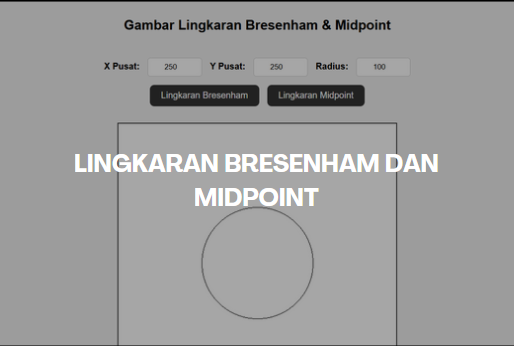 Gambar Lingkaran Bresenham & Midpoint
X Pusat: 250 Y Pusat: 250 Radius: 100
Lingkaran Bresenham Lingkaran Midpoint
LINGKARAN BRESENHAM DAN
MIDPOINT